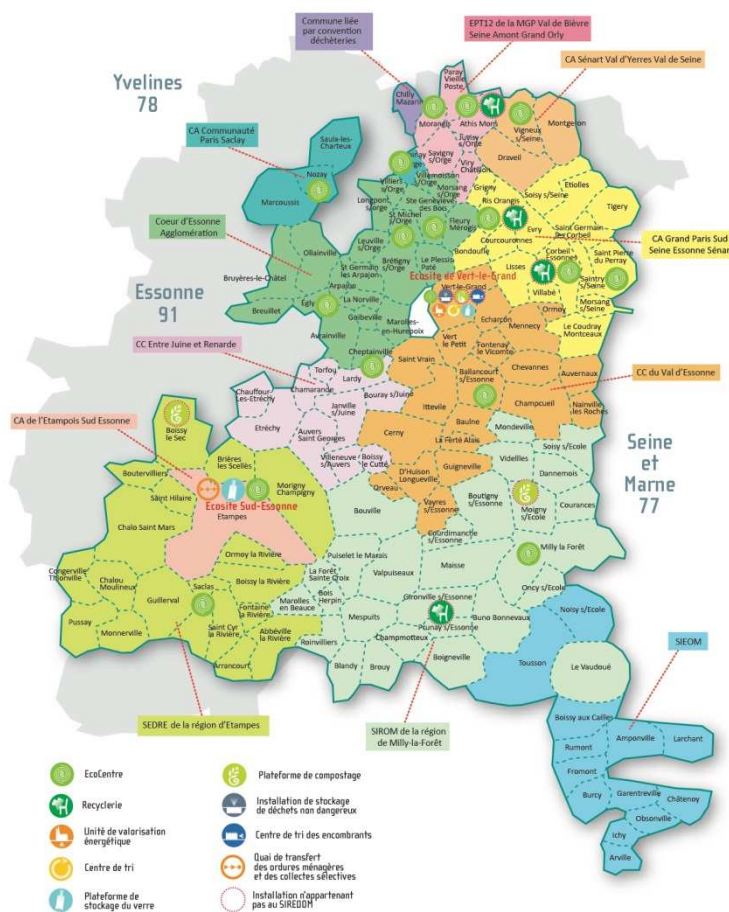 Commune liée
par convention
déchèteries
EPT12 de la MGP Val de Bièvre
Seine Amont Grand Orly
CA Sénart Val d'Yerres Val de Seine
Yvelines
78
CA Communauté
Paris Saclay
Coeur d'Essonne
Agglomération
Essonne
91
CC Entre Juine et Renarde
CA de l'Etampois Sud Essonne
CA Grand Paris Sud
Seine Essonne Sénart
CC du Val d'Essonne
Seine
et
Marne
77
SIEOM
SEDRE de la région d'Etampes
SIROM de la région
de Milly-la-Forêt
Paray
Vieille
Poste
Chilly
Mazarin
Morangis
Athis Mons
Juvisy
s/Orge
Savigny
s/Orge
Viry
Châtillon
Vigneux
s/Seine
Montgeron
Draveil
Saulx-les-
Chartreux
Nozay
Marcoussis
Villiers
s/Orge
Villemoisson
s/Orge
Morsang
s/Orge
Longpont
s/orge
Ste Geneviève
des Bois
St Michel
s/Orge
Fleury
Mérogis
Leuville
s/Orge
Brétigny
s/Orge
Le Plessis
Paté
Ollainville
St Germain
les Arpajon
Arpajon
Bruyères-le-Châtel
Égly
La Norville
Breuillet
Guibeville
Avrainville
Marolles-
en-Hurepoix
Cheptainville
Grigny
Ris Orangis
Soisy s/Seine
Etiolles
Tigery
Evry
Saint Germain
les Corbeil
Courcouronnes
Bondoufle
Lisses
Corbeil
Essonnes
Saint Pierre
du Perray
Villabé
Saintry
s/Seine
Morsang
s/Seine
Ormoy
Le Coudray
Montceaux
Ecosite de Vert-le-Grand
Vert-le-Grand
Echarcon
Mennecy
Vert
le Petit
Fontenay
le Vicomte
Saint Vrain
Ballancourt
s/Essonne
Chevannes
Auvernaux
Champcueil
Nainville
les Roches
Itteville
Baulne
Cerny
La Ferté Alais
D'Huison
Longueville
Guigneville
Orveau
Vayres
s/Essonne
Torfou
Lardy
Chamarande
Bouray s/Juine
Chauffour-
Les-Etréchy
Janville
s/Juine
Etréchy
Auvers
Saint Georges
Villeneuve
s/Auvers
Boissy
le Cutté
Boissy
le Sec
Brières
les Scellés
Boutervilliers
Morigny
Champigny
Saint Hilaire
Ecosite Sud-Essonne
Etampes
Chalo Saint Mars
Ormoy la Rivière
Congerville
Thionville
Chalou
Moulineux
Guillerval
Saclas
Boissy la Rivière
Pussay
Monnerville
Fontaine
la Rivière
Saint Cyr
la Rivière
Abbéville
la Rivière
Arrancourt
Mondeville
Soisy s/Ecole
Videlles
Dannemois
Boutigny
s/Essonne
Moigny s/Ecole
Courances
Bouville
Courdimanche
s/Essonne
Milly la Forêt
Puiselet le Marais
Maisse
Valpuiseaux
La Forêt
Sainte Croix
Oncy s/Ecole
Bois
Herpin
Marolles
en Beauce
Gironville s/Essonne
Mespuits
Prunay s/Essonne
Buno Bonnevaux
Champmotteux
Roinvilliers
Boigneville
Blandy
Brouy
Noisy s/Ecole
Tousson
Le Vaudoué
Boissy aux Cailles
Amponville
Larchant
Rumont
Fromont
Burcy
Garentreville
Châtenoy
Obsonville
Ichy
Arville
EcoCentre
Recyclerie
Unité de valorisation
énergétique
Centre de tri
Plateforme de
stockage du verre
Plateforme de compostage
Installation de stockage
de déchets non dangereux
Centre de tri des encombrants
Quai de transfert
des ordures ménagères
et des collectes sélectives
Installation n'appartenant
pas au SIREDOM